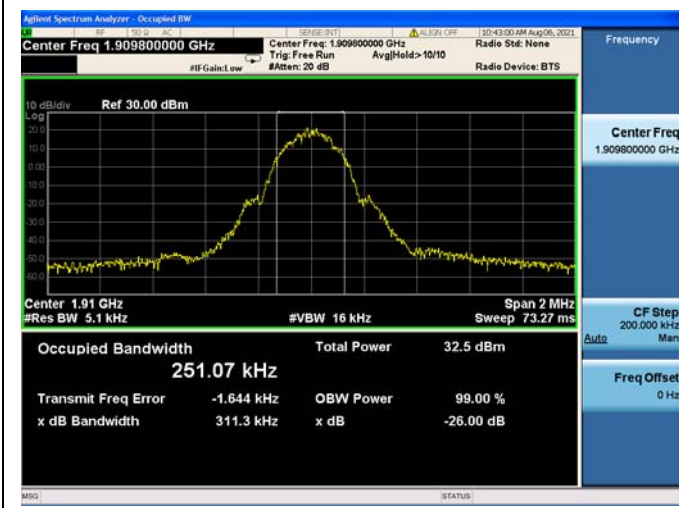 Agilent Spectrum Analyzer - Occupied BW
RF 50 Ω AC SENSE:INT ALIGN OFF 10:43:00 AM Aug 06, 2021
Center Freq 1.909800000 GHz Center Freq: 1.909800000 GHz Radio Std: None
Trig: Free Run Avg|Hold:> 10/10
#IFGain:Low #Atten: 20 dB Radio Device: BTS
10 dB/div Ref 30.00 dBm
Log
20.0
10.0
0.00
10.0
20.0
30.0
40.0
50.0
60.0
Center 1.91 GHz Span 2 MHz
#Res BW 5.1 kHz #VBW 16 kHz Sweep 73.27 ms
Occupied Bandwidth Total Power 32.5 dBm
251.07 kHz
Transmit Freq Error -1.644 kHz OBW Power 99.00 %
x dB Bandwidth 311.3 kHz x dB -26.00 dB
MSG STATUS
Frequency
Center Freq
1.909800000 GHz
CF Step
200.000 kHz
Auto Man
Freq Offset
0 Hz